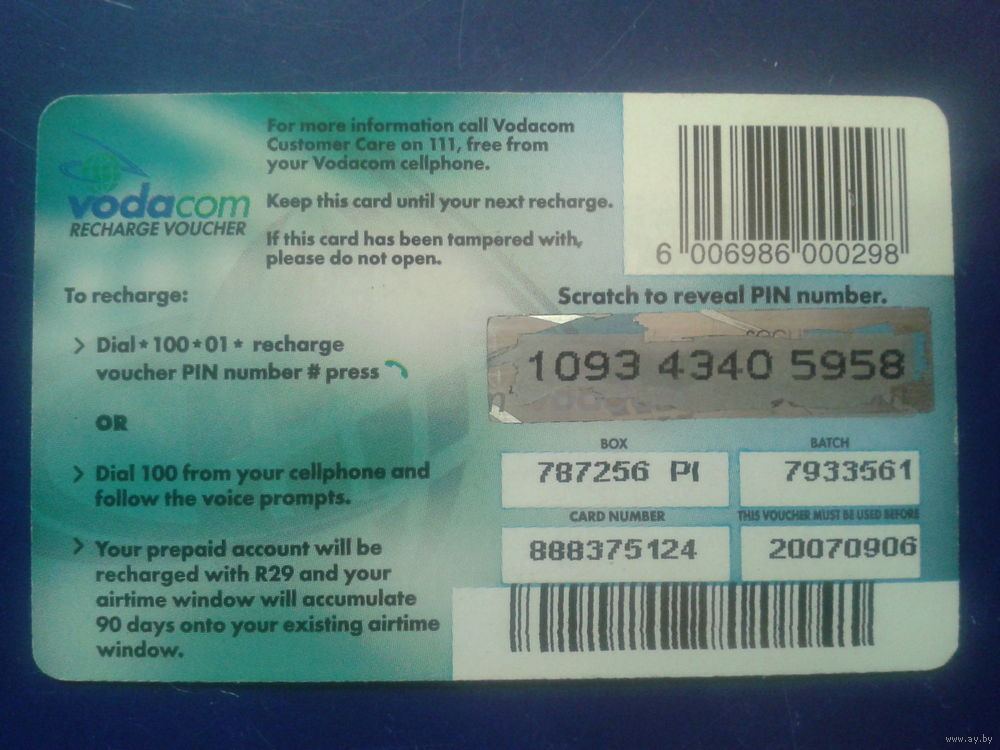 For more information call Vodacom
Customer Care on 111, free from
your Vodacom cellphone.
Keep this card until your next recharge.
If this card has been tampered with,
please do not open.
vodacom
RECHARGE VOUCHER
6 006986 000298
To recharge:
> Dial*100*01* recharge
voucher PIN number # press
OR
> Dial 100 from your cellphone and
follow the voice prompts.
> Your prepaid account will be
recharged with R29 and your
airtime window will accumulate
90 days onto your existing airtime
window.
Scratch to reveal PIN number.
1093 4340 5958
BOX
787256 PI
BATCH
7933561
CARD NUMBER
888375124
THIS VOUCHER MUST BE USED BEFORE
20070906
www.ay.by